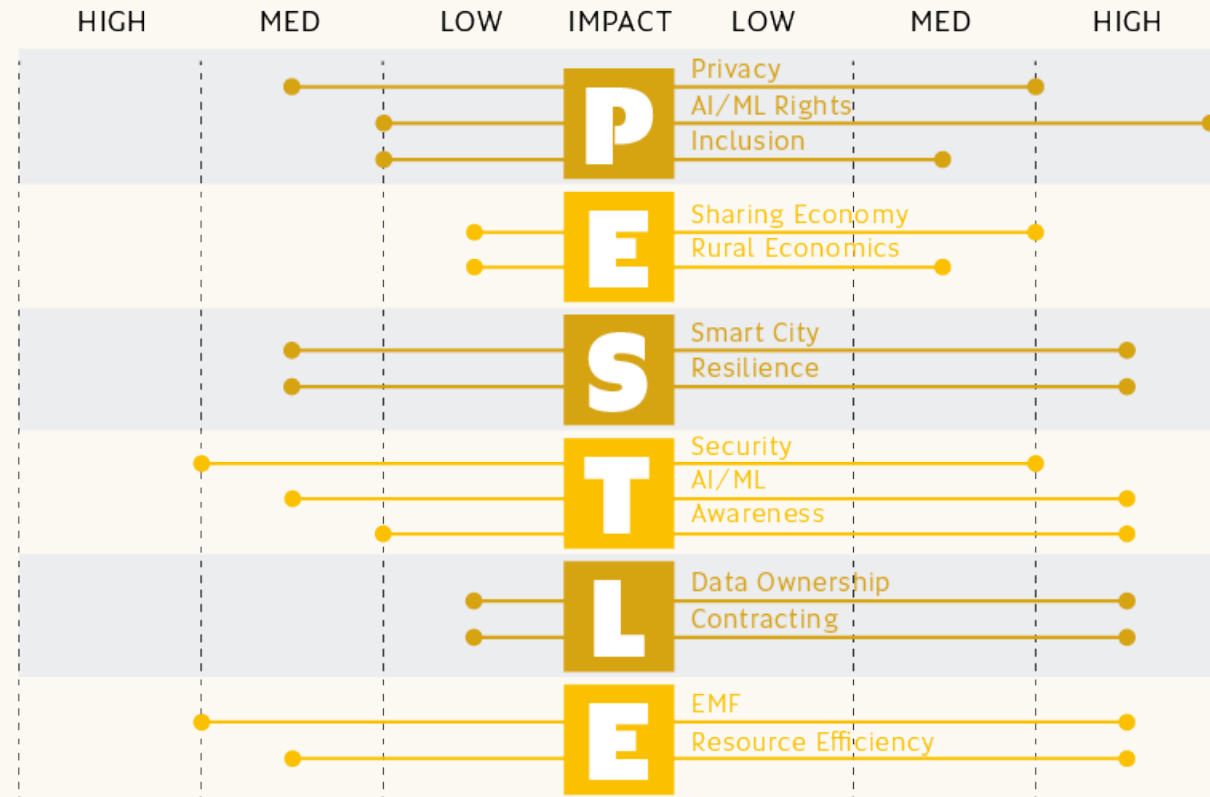 HIGH MED LOW IMPACT LOW MED HIGH
P
Privacy
AI/ML Rights
Inclusion
E
Sharing Economy
Rural Economics
S
Smart City
Resilience
T
Security
AI/ML
Awareness
L
Data Ownership
Contracting
E
EMF
Resource Efficiency